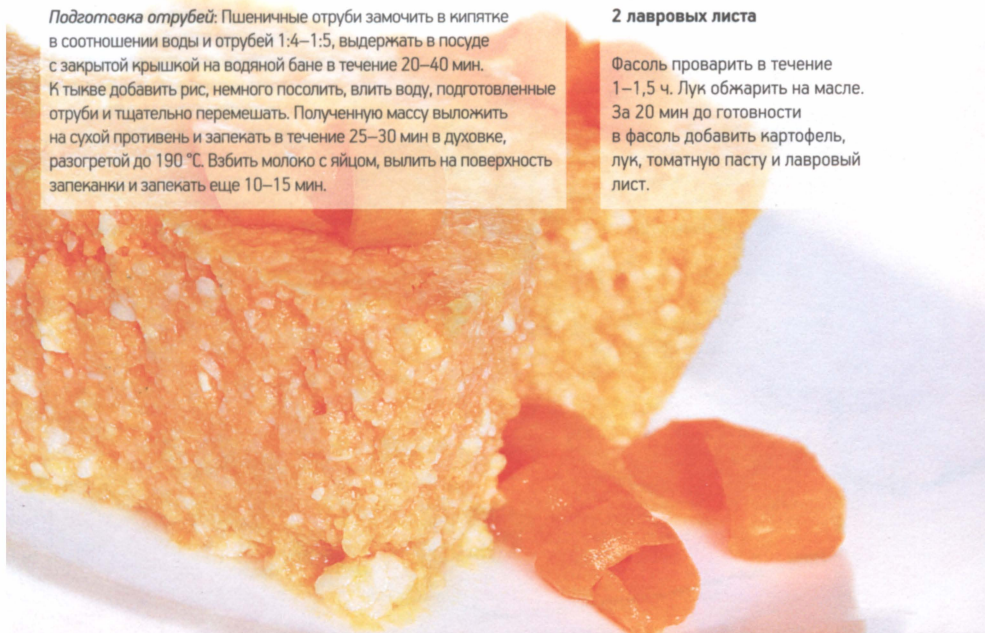 Подготовка отрубей: Пшеничные отруби замочить в кипятке
в соотношении воды и отрубей 1:4–1:5, выдержать в посуде
с закрытой крышкой на водяной бане в течение 20–40 мин.
К тыкве добавить рис, немного посолить, влить воду, подготовленные
отруби и тщательно перемешать. Полученную массу выложить
на сухой противень и запекать в течение 25–30 мин в духовке,
разогретой до 190 °С. Взбить молоко с яйцом, вылить на поверхность
запеканки и запекать еще 10–15 мин.
2 лавровых листа
Фасоль проварить в течение
1–1,5 ч. Лук обжарить на масле.
За 20 мин до готовности
в фасоль добавить картофель,
лук, томатную пасту и лавровый
лист.